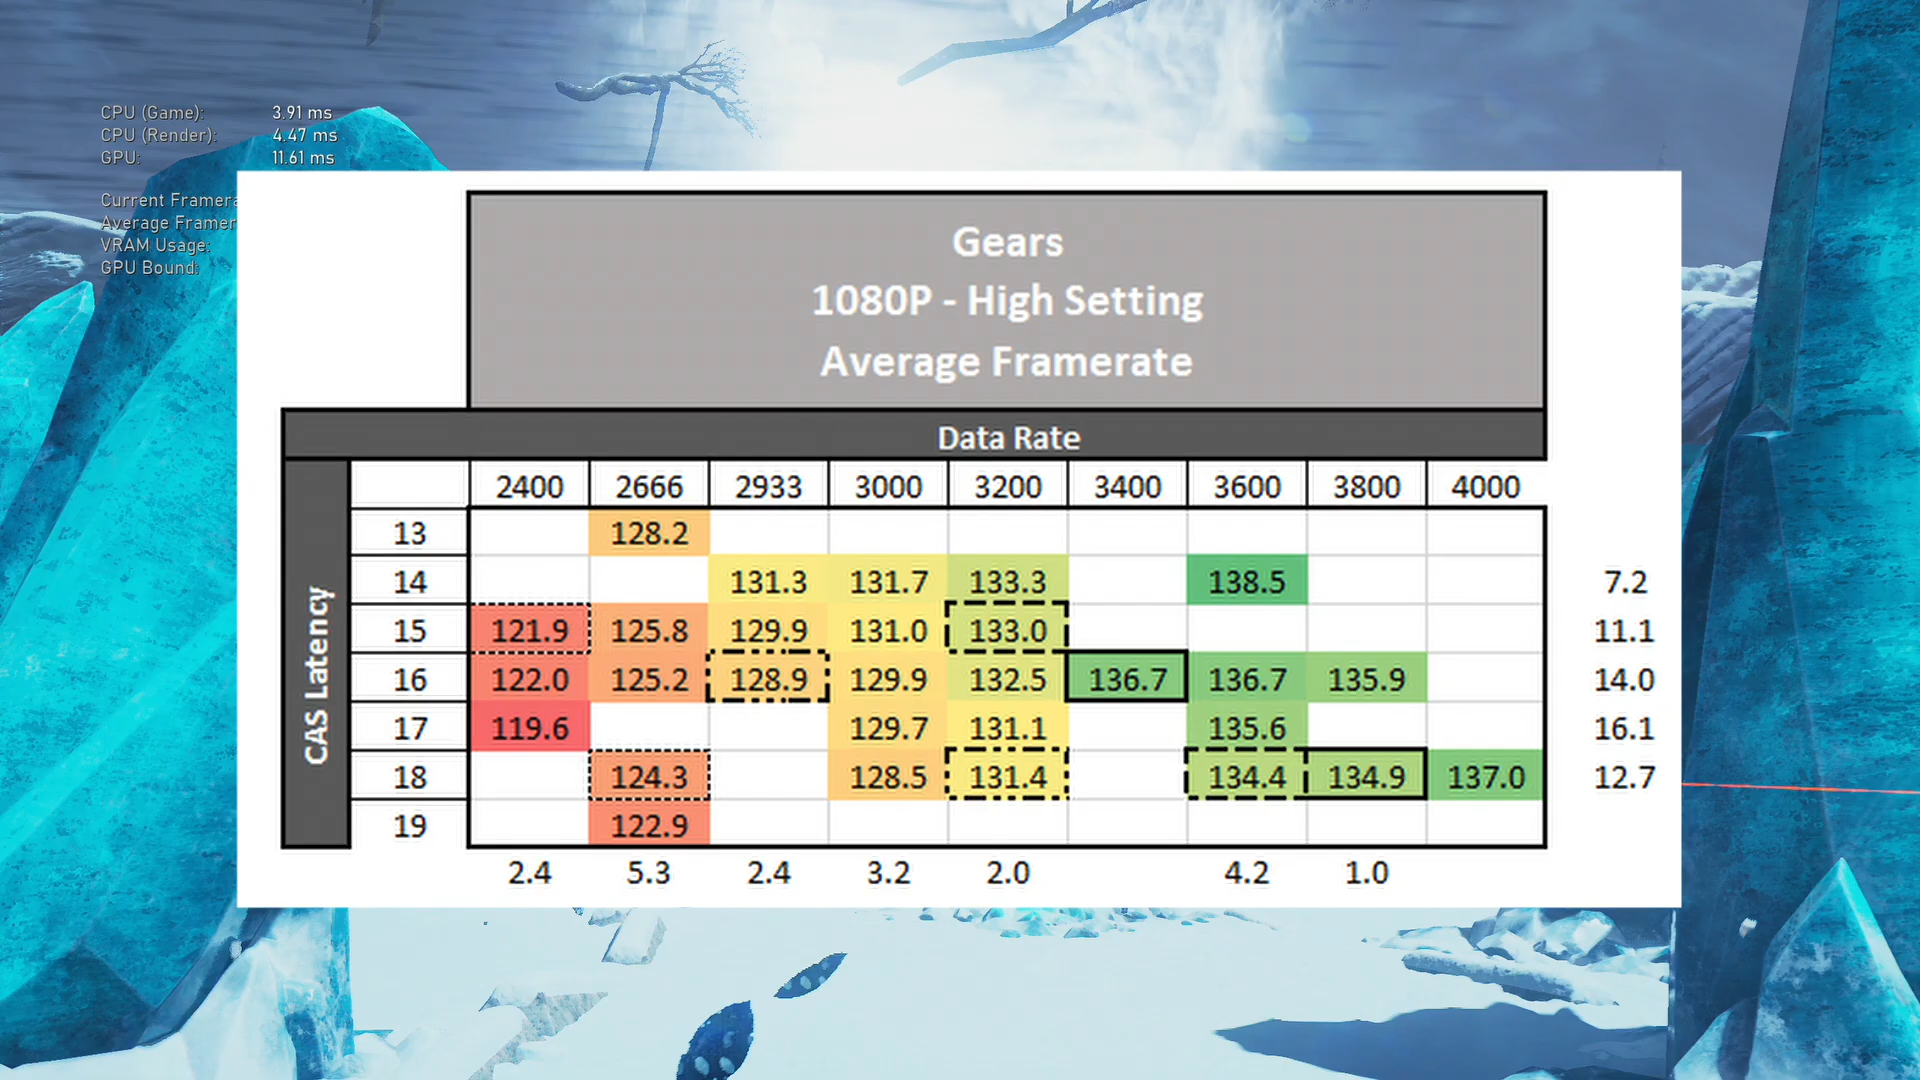 CPU (Game): 3.91 ms
CPU (Render): 4.47 ms
GPU: 11.61 ms
Current Framera
Average Framer
VRAM Usage:
GPU Bound:
Gears
1080P - High Setting
Average Framerate
Data Rate
2400 2666 2933 3000 3200 3400 3600 3800 4000
CAS Latency
13 128.2
14 131.3 131.7 133.3 138.5 7.2
15 121.9 125.8 129.9 131.0 133.0 11.1
16 122.0 125.2 128.9 129.9 132.5 136.7 136.7 135.9 14.0
17 119.6 129.7 131.1 135.6 16.1
18 124.3 128.5 131.4 134.4 134.9 137.0 12.7
19 122.9
2.4 5.3 2.4 3.2 2.0 4.2 1.0